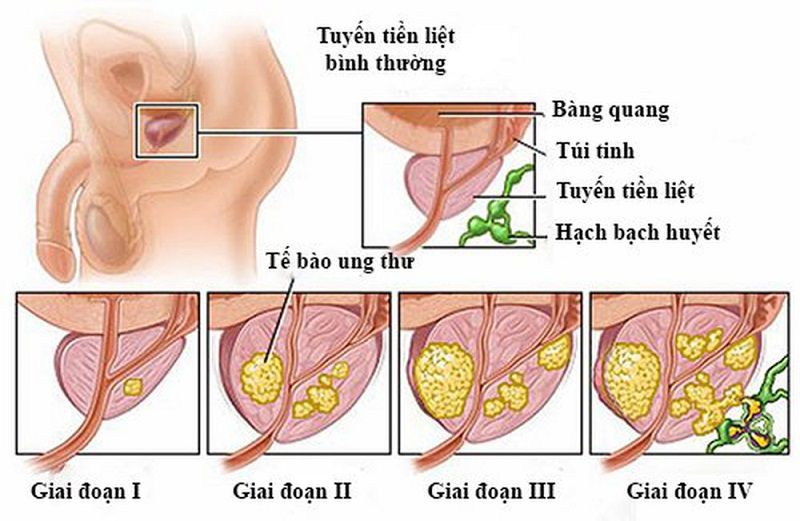 Tuyến tiền liệt
bình thường
Bàng quang
Túi tinh
Tuyến tiền liệt
Hạch bạch huyết
Tế bào ung thư
Giai đoạn I
Giai đoạn II
Giai đoạn III
Giai đoạn IV